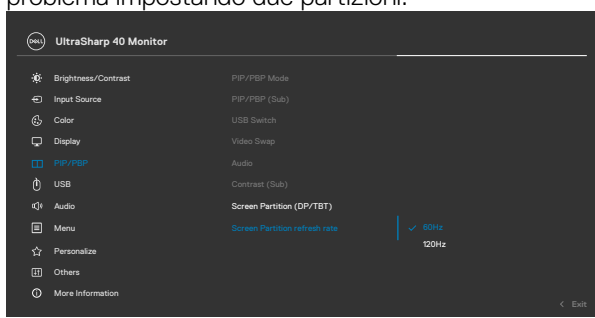 problema impostando due partizioni.
DELL UltraSharp 40 Monitor
Brightness/Contrast PIP/PBP Mode
Input Source PIP/PBP (Sub)
Color USB Switch
Display Video Swap
PIP/PBP Audio
USB Contrast (Sub)
Audio Screen Partition (DP/TBT)
Menu Screen Partition refresh rate 60Hz
Personalize 120Hz
Others
More Information
Exit